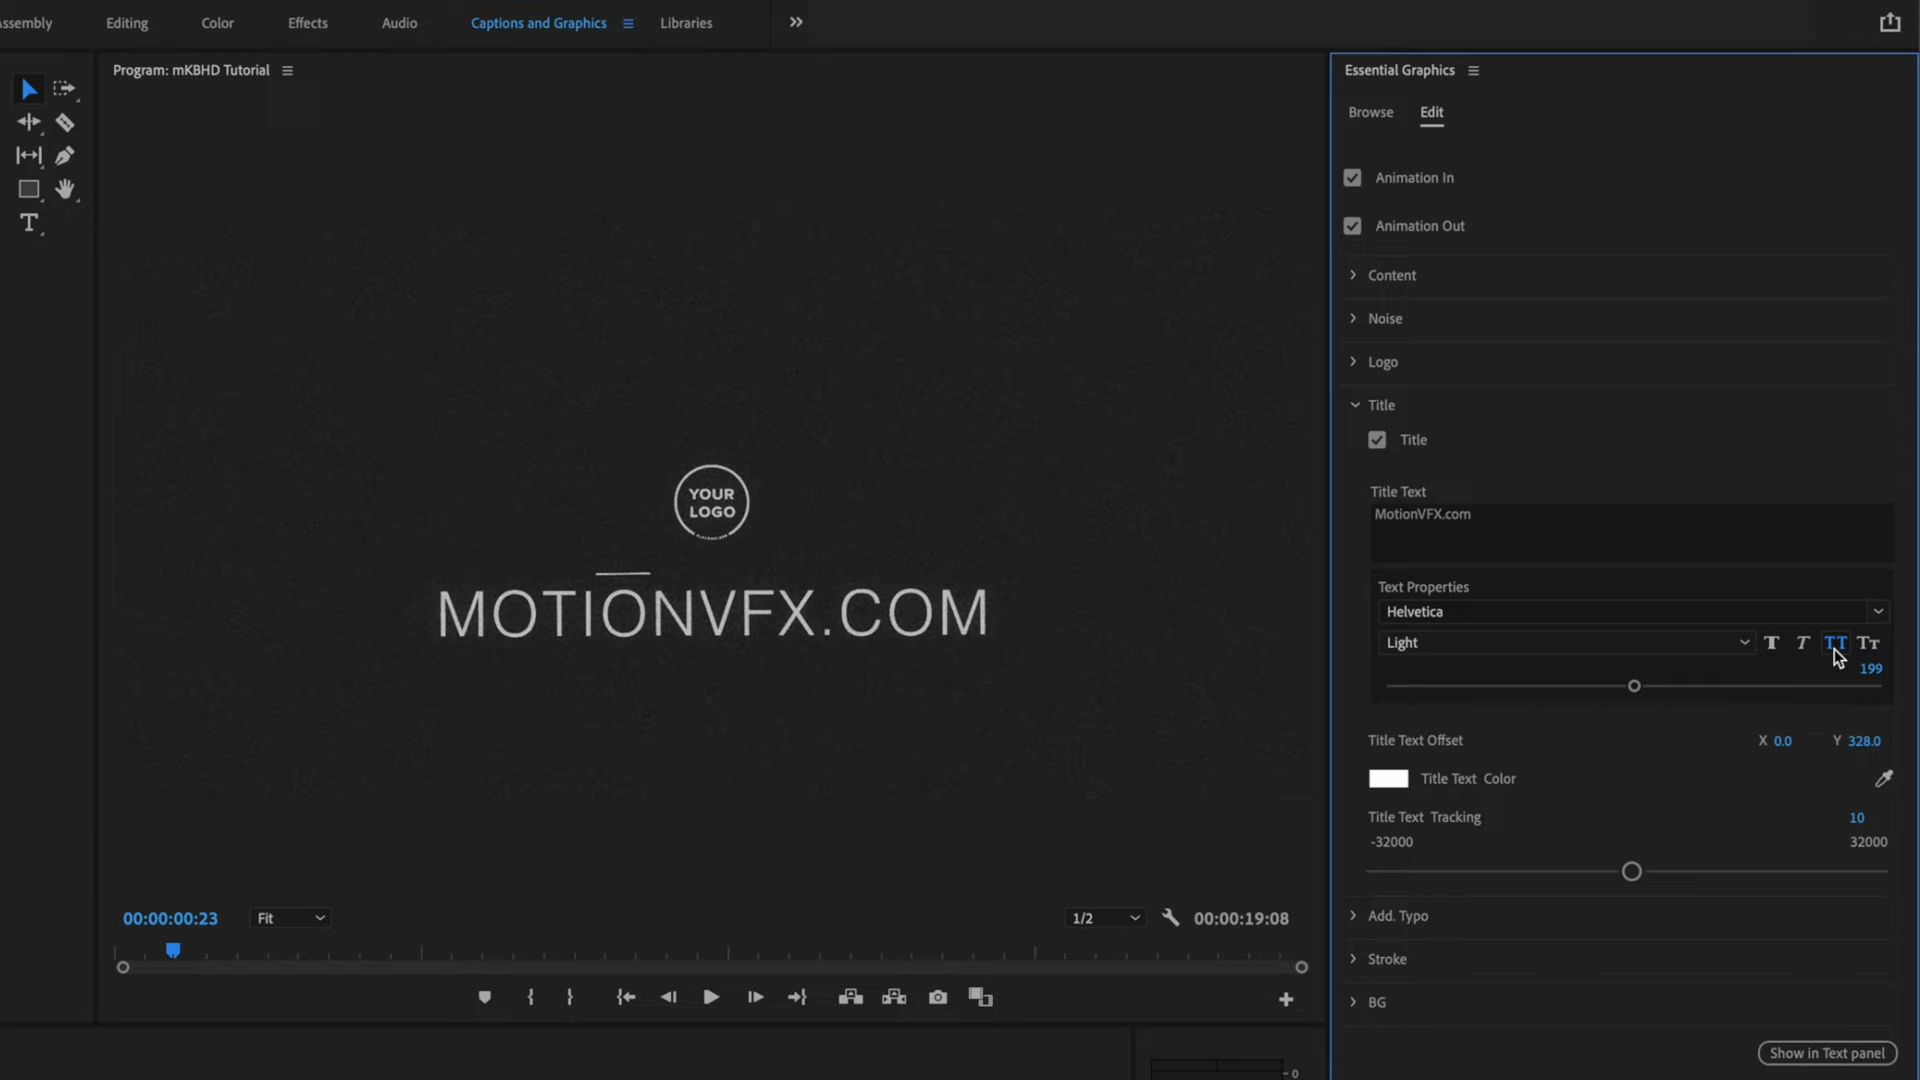 Assembly Editing Color Effects Audio Captions and Graphics Libraries
Program: mKBHD Tutorial
YOUR
LOGO
MOTIONVFX.COM
00:00:00:23 Fit 1/2 00:00:19:08
0
Essential Graphics
Browse Edit
Animation In
Animation Out
Content
Noise
Logo
Title
Title
Title Text
MotionVFX.com
Text Properties
Helvetica
Light T T TT Tт
199
Title Text Offset X 0.0 Y 328.0
Title Text Color
Title Text Tracking 10
-32000 32000
Add. Typo
Stroke
BG
Show in Text panel